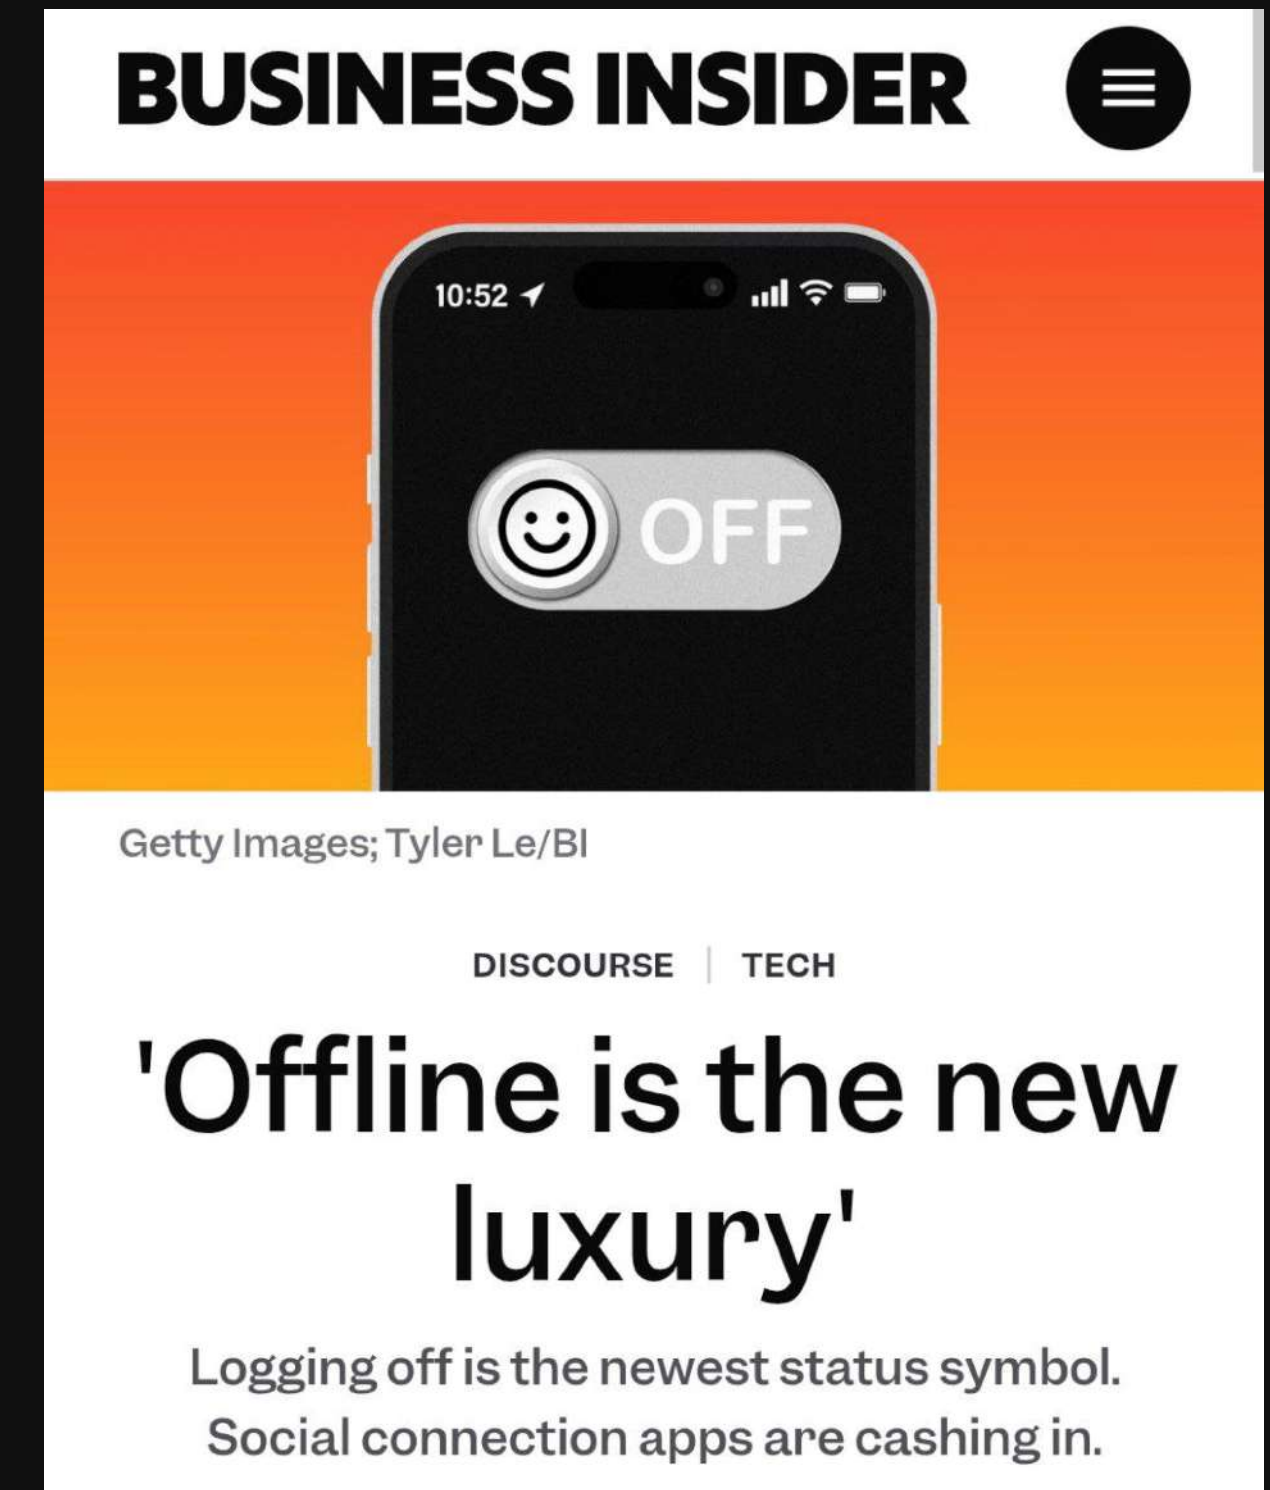 BUSINESS INSIDER
10:52
OFF
Getty Images; Tyler Le/BI
DISCOURSE | TECH
'Offline is the new
luxury'
Logging off is the newest status symbol.
Social connection apps are cashing in.